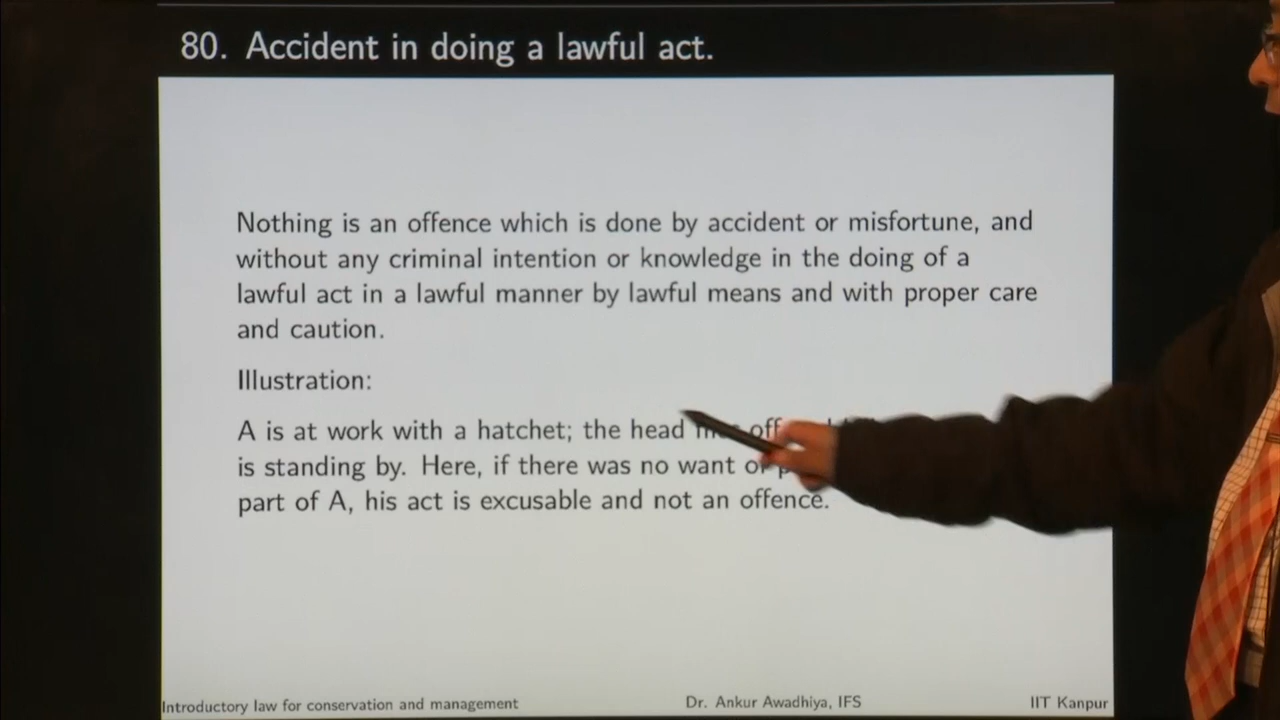 80. Accident in doing a lawful act.
Nothing is an offence which is done by accident or misfortune, and
without any criminal intention or knowledge in the doing of a
lawful act in a lawful manner by lawful means and with proper care
and caution.
Illustration:
A is at work with a hatchet; the head off
is standing by. Here, if there was no want
part of A, his act is excusable and not an offence.
Introductory law for conservation and management Dr. Ankur Awadhiya, IFS IIT Kanpur